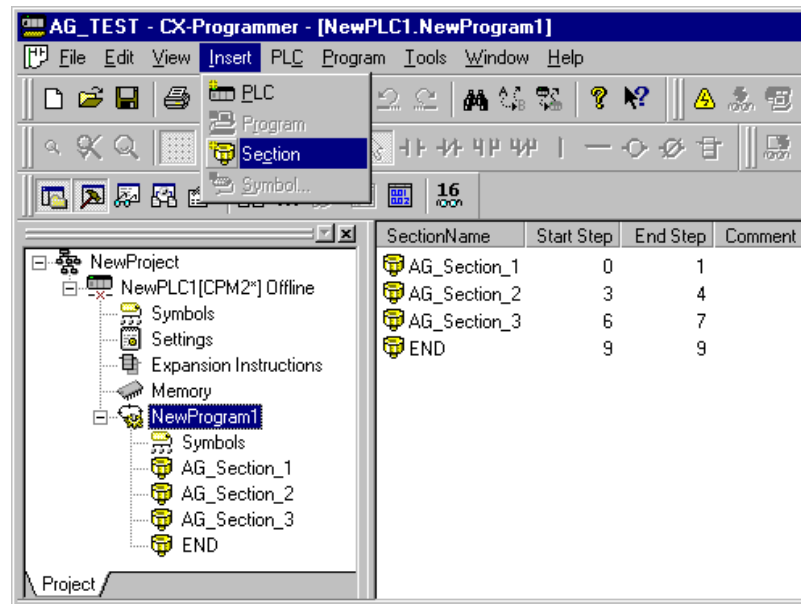 AG_TEST - CX-Programmer - [NewPLC1.NewProgram1]
File Edit View Insert PLC Program Tools Window Help
PLC
Program
Section
Symbol...
16
SectionName Start Step End Step Comment
AG_Section_1 0 1
AG_Section_2 3 4
AG_Section_3 6 7
END 9 9
NewProject
NewPLC1[CPM2*] Offline
Symbols
Settings
Expansion Instructions
Memory
NewProgram1
Symbols
AG_Section_1
AG_Section_2
AG_Section_3
END
Project